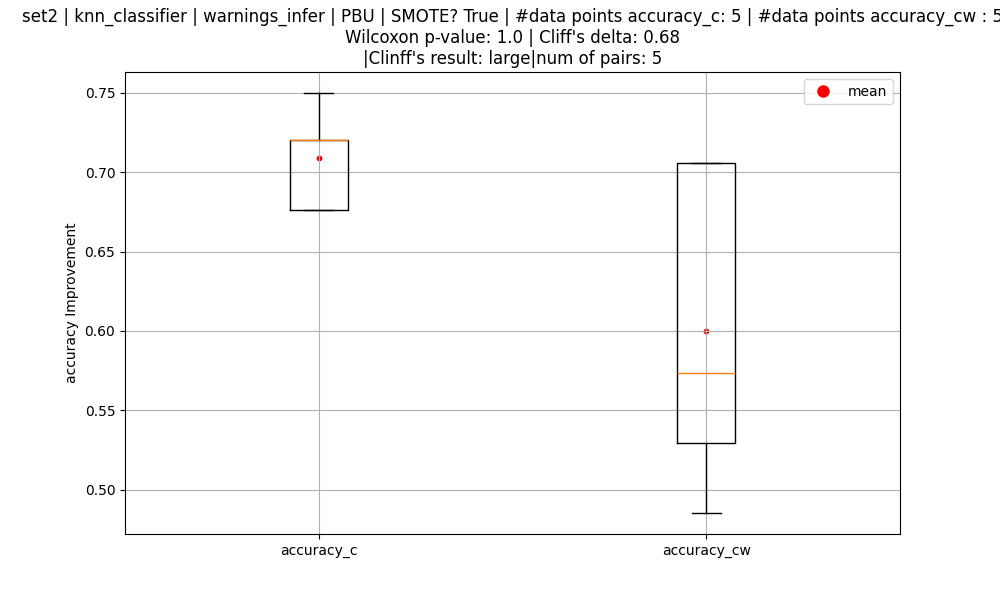 set2 | knn_classifier | warnings_infer | PBU | SMOTE? True | #data points accuracy_c: 5 | #data points accuracy_cw : 5
Wilcoxon p-value: 1.0 | Cliff's delta: 0.68
|Clinff's result: large|num of pairs: 5
mean
0.75
0.70
0.65
0.60
0.55
0.50
accuracy Improvement
accuracy_c
accuracy_cw